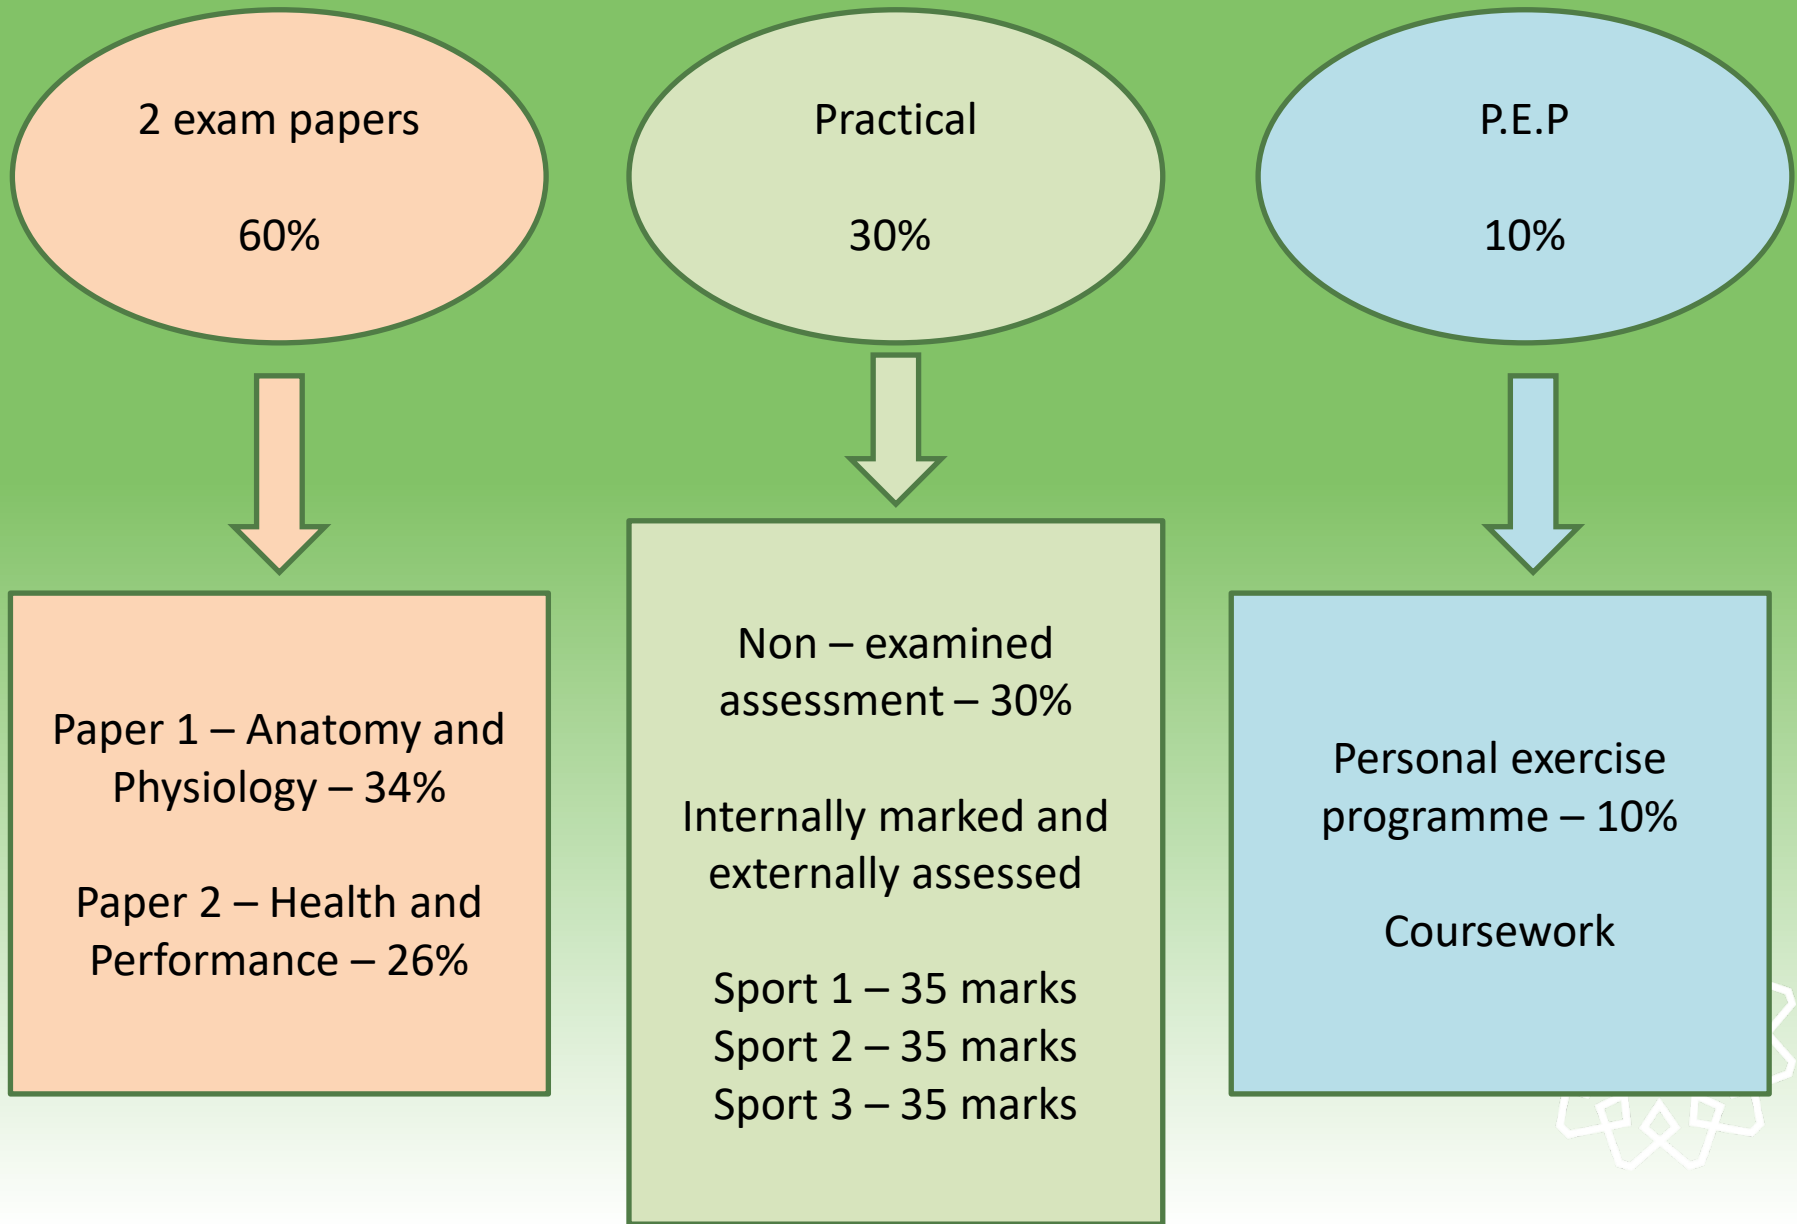 2 exam papers
60%
Paper 1 – Anatomy and
Physiology – 34%
Paper 2 – Health and
Performance – 26%
Practical
30%
Non – examined
assessment – 30%
Internally marked and
externally assessed
Sport 1 – 35 marks
Sport 2 – 35 marks
Sport 3 – 35 marks
P.E.P
10%
Personal exercise
programme – 10%
Coursework